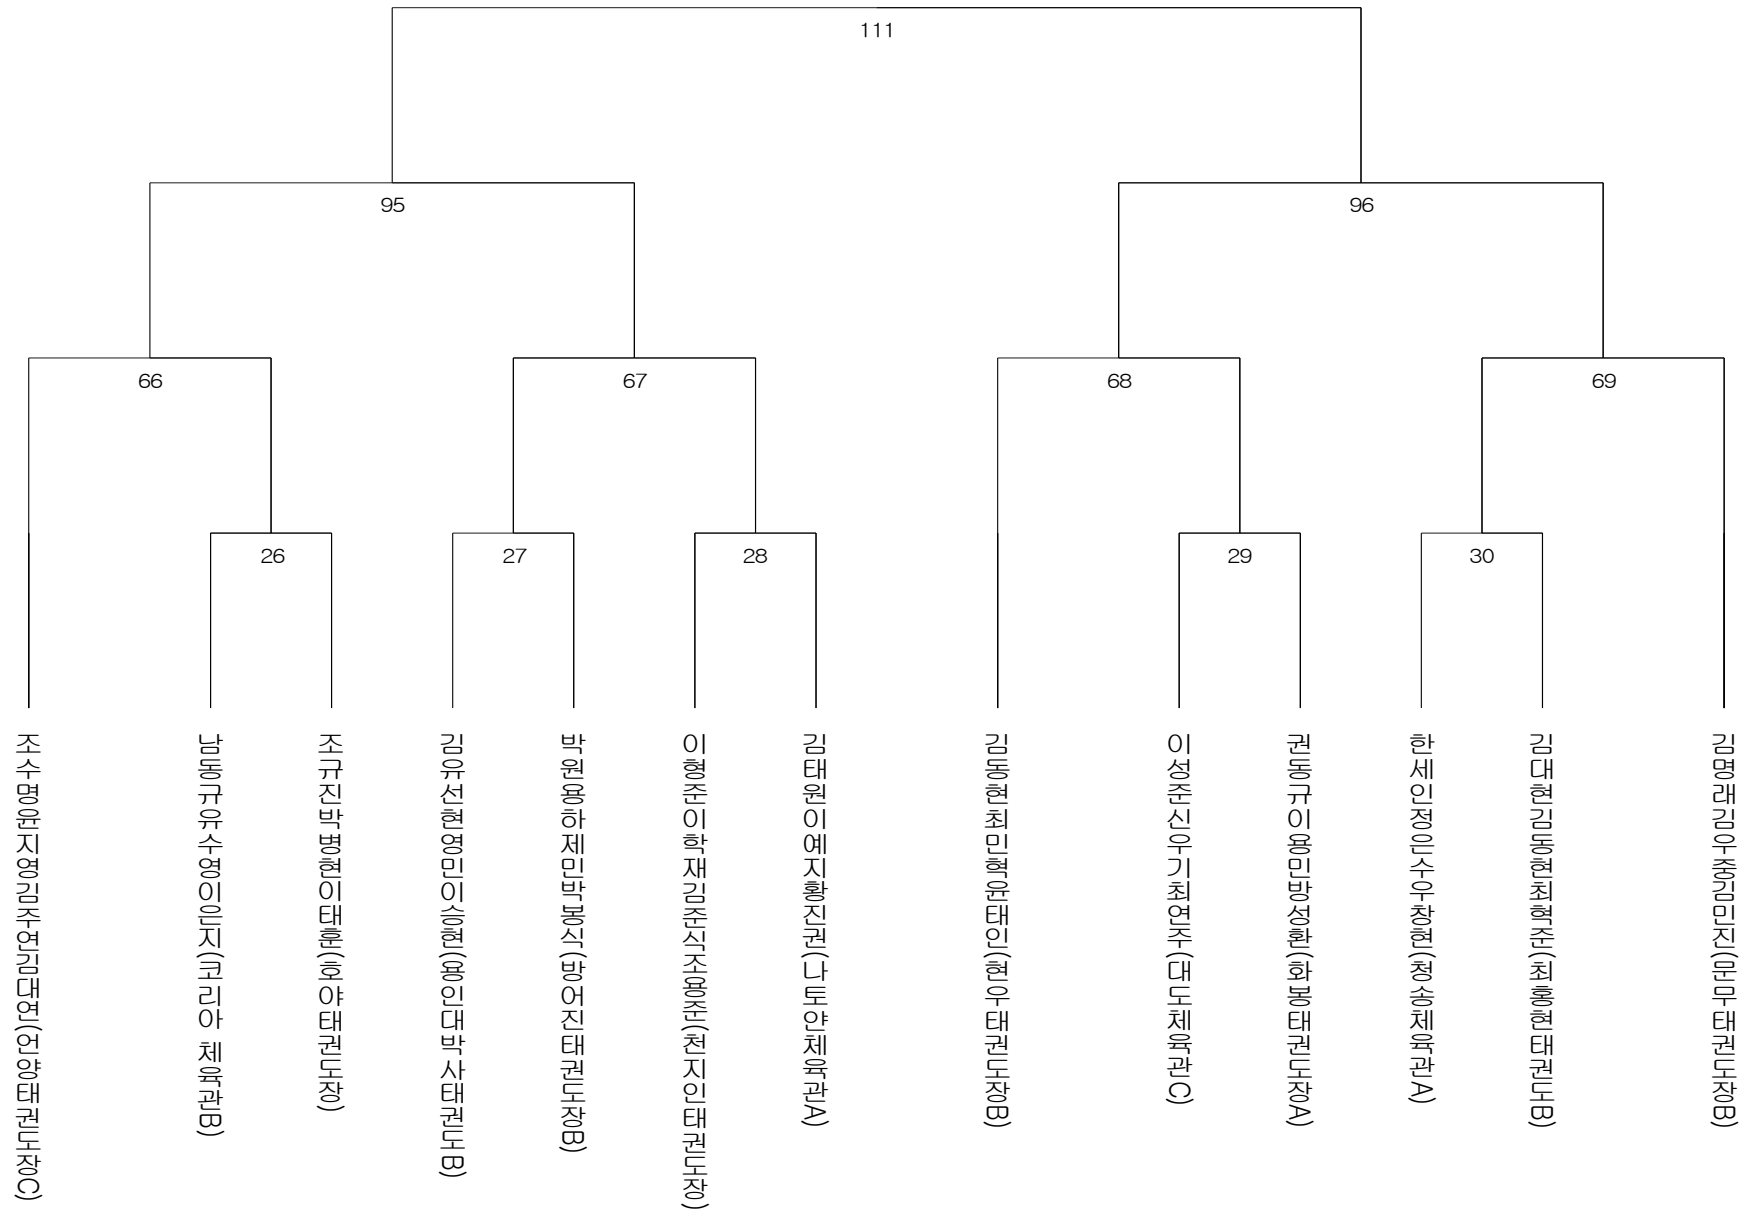 111
95
96
66
67
68
69
26
27
28
29
30
조수명윤지영김주연김대연(언양태권도장C)
남동규유수영이은지(코리아 체육관B)
조규진박병현이태훈(호야태권도장)
김유선현영민이승현(용인대박사태권도B)
박원용하제민박봉식(방어진태권도장B)
이형준이학재김준식조용준(천지인태권도장)
김태원이예지황진권(나토얀체육관A)
김동현최민혁윤태인(현우태권도장B)
이성준신우기최연주(대도체육관C)
권동규이용민방성환(화봉태권도장A)
한세인정은수우창현(청송체육관A)
김대현김동현최혁준(최홍현태권도B)
김명래김우중김민진(문무태권도장B)